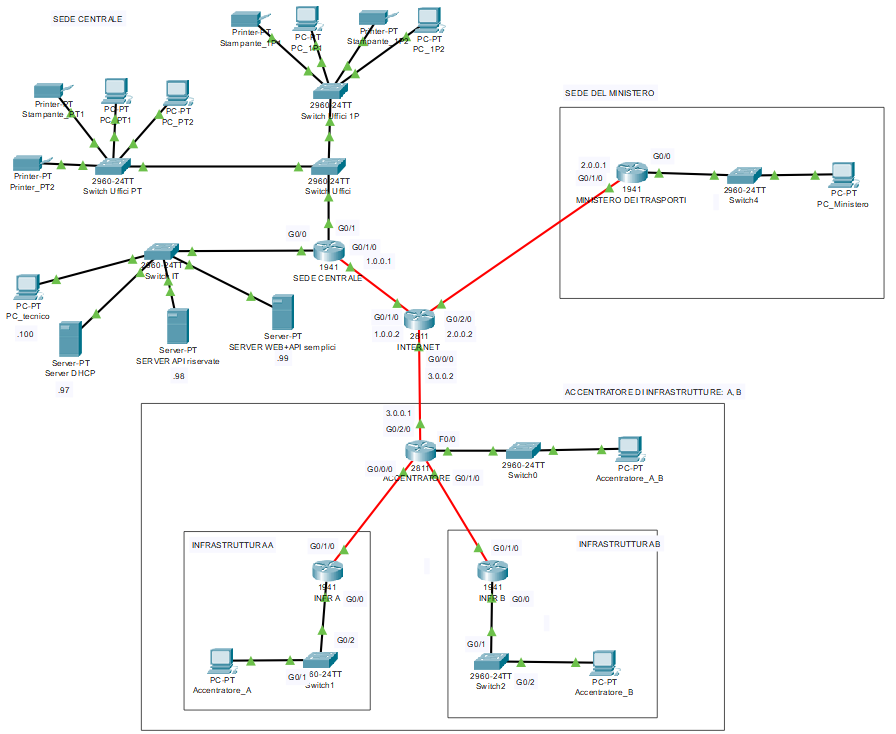 SEDE CENTRALE
Printer-PT
Stampante_1P1
PC-PT
PC_1P1
Printer-PT
Stampante_1P2
PC-PT
PC_1P2
2960-24TT
Switch Uffici 1P
Printer-PT
Stampante_PT1
PC-PT
PC_PT1
PC-PT
PC_PT2
Printer-PT
Printer_PT2
2960-24TT
Switch Uffici PT
2960-24TT
Switch Uffici
G0/0
G0/1
G0/1/0
1.0.0.1
1941
SEDE CENTRALE
2960-24TT
Switch IT
PC-PT
PC_tecnico
.100
Server-PT
Server DHCP
.97
Server-PT
SERVER API riservate
.98
Server-PT
SERVER WEB+API semplici
.99
SEDE DEL MINISTERO
2.0.0.1
G0/1/0
G0/0
1941
MINISTERO DEI TRASPORTI
2960-24TT
Switch4
PC-PT
PC_Ministero
G0/1/0
1.0.0.2
G0/2/0
2.0.0.2
2811
INTERNET
G0/0/0
3.0.0.2
ACCENTRATORE DI INFRASTRUTTURE: A, B
3.0.0.1
G0/2/0
F0/0
2811
ACCENTRATORE
G0/0/0
G0/1/0
2960-24TT
Switch0
PC-PT
Accentratore_A_B
INFRASTRUTTURA A
G0/1/0
1941
INFR A
G0/0
G0/2
G0/1
60-24TT
Switch1
PC-PT
Accentratore_A
INFRASTRUTTURA B
G0/1/0
1941
INFR B
G0/0
G0/1
2960-24TT
Switch2
G0/2
PC-PT
Accentratore_B